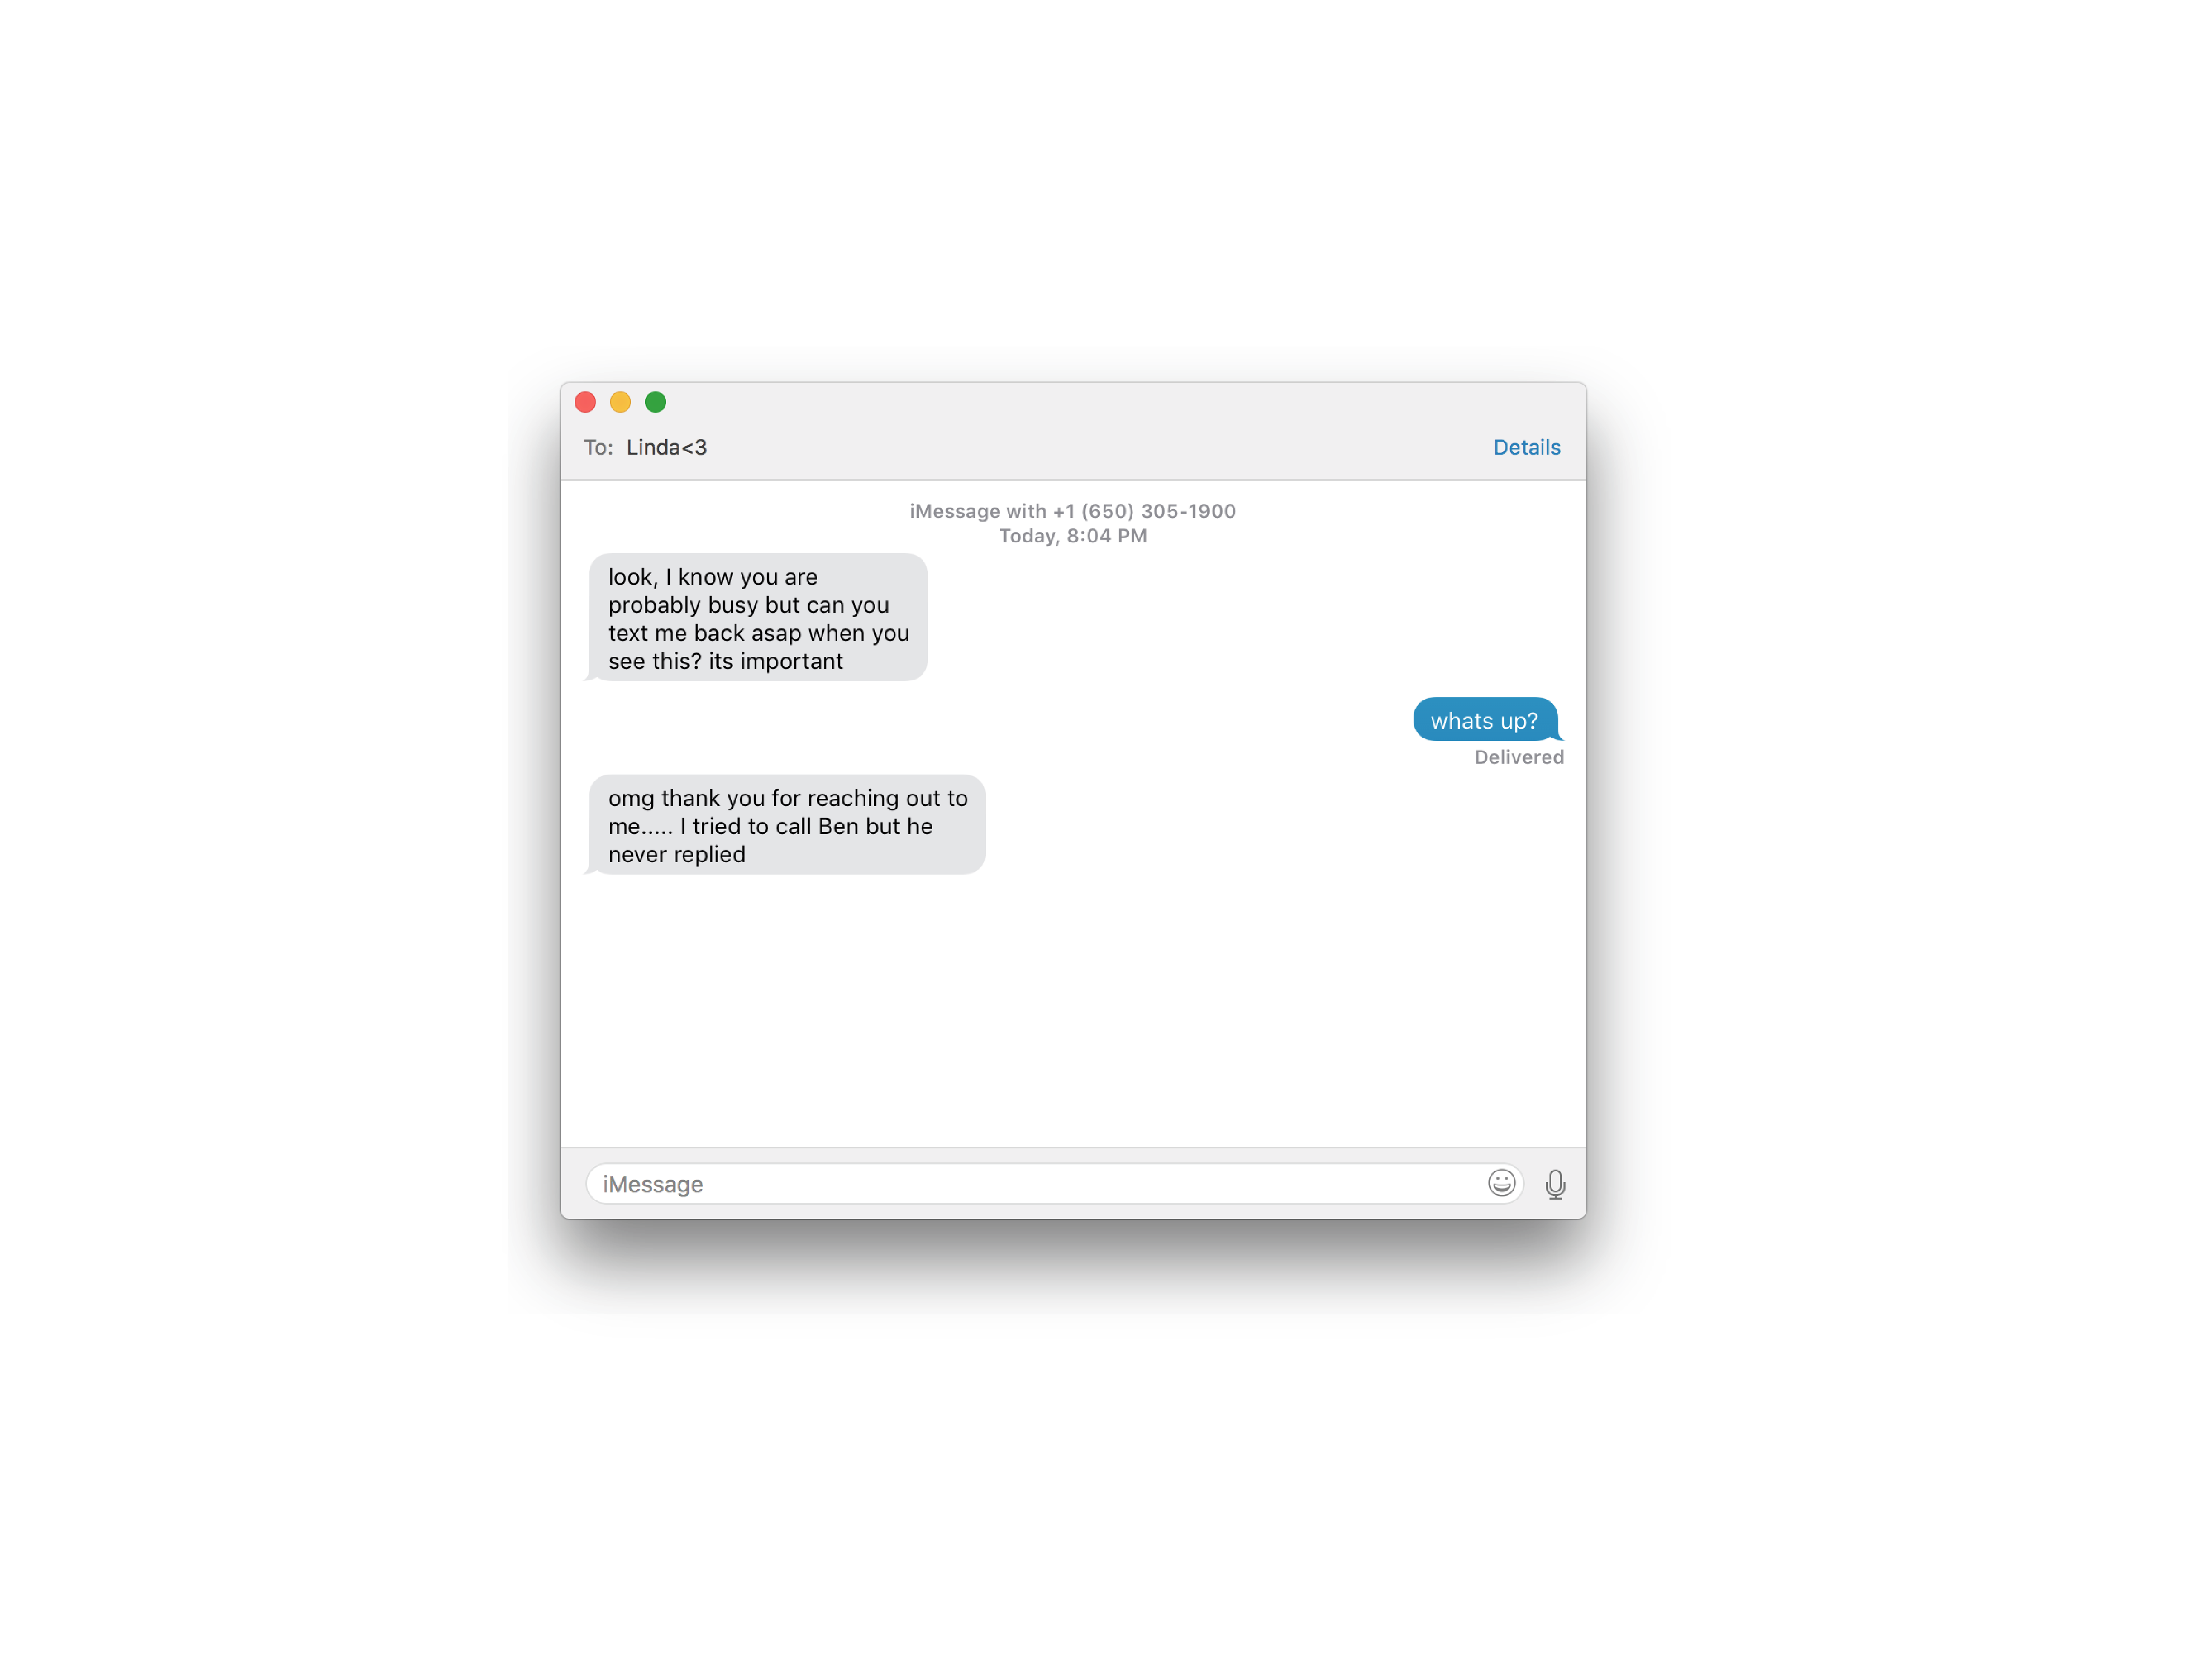 To: Linda<3 Details
iMessage with +1 (650) 305-1900
Today, 8:04 PM
look, I know you are
probably busy but can you
text me back asap when you
see this? its important
whats up?
Delivered
omg thank you for reaching out to
me..... I tried to call Ben but he
never replied
iMessage